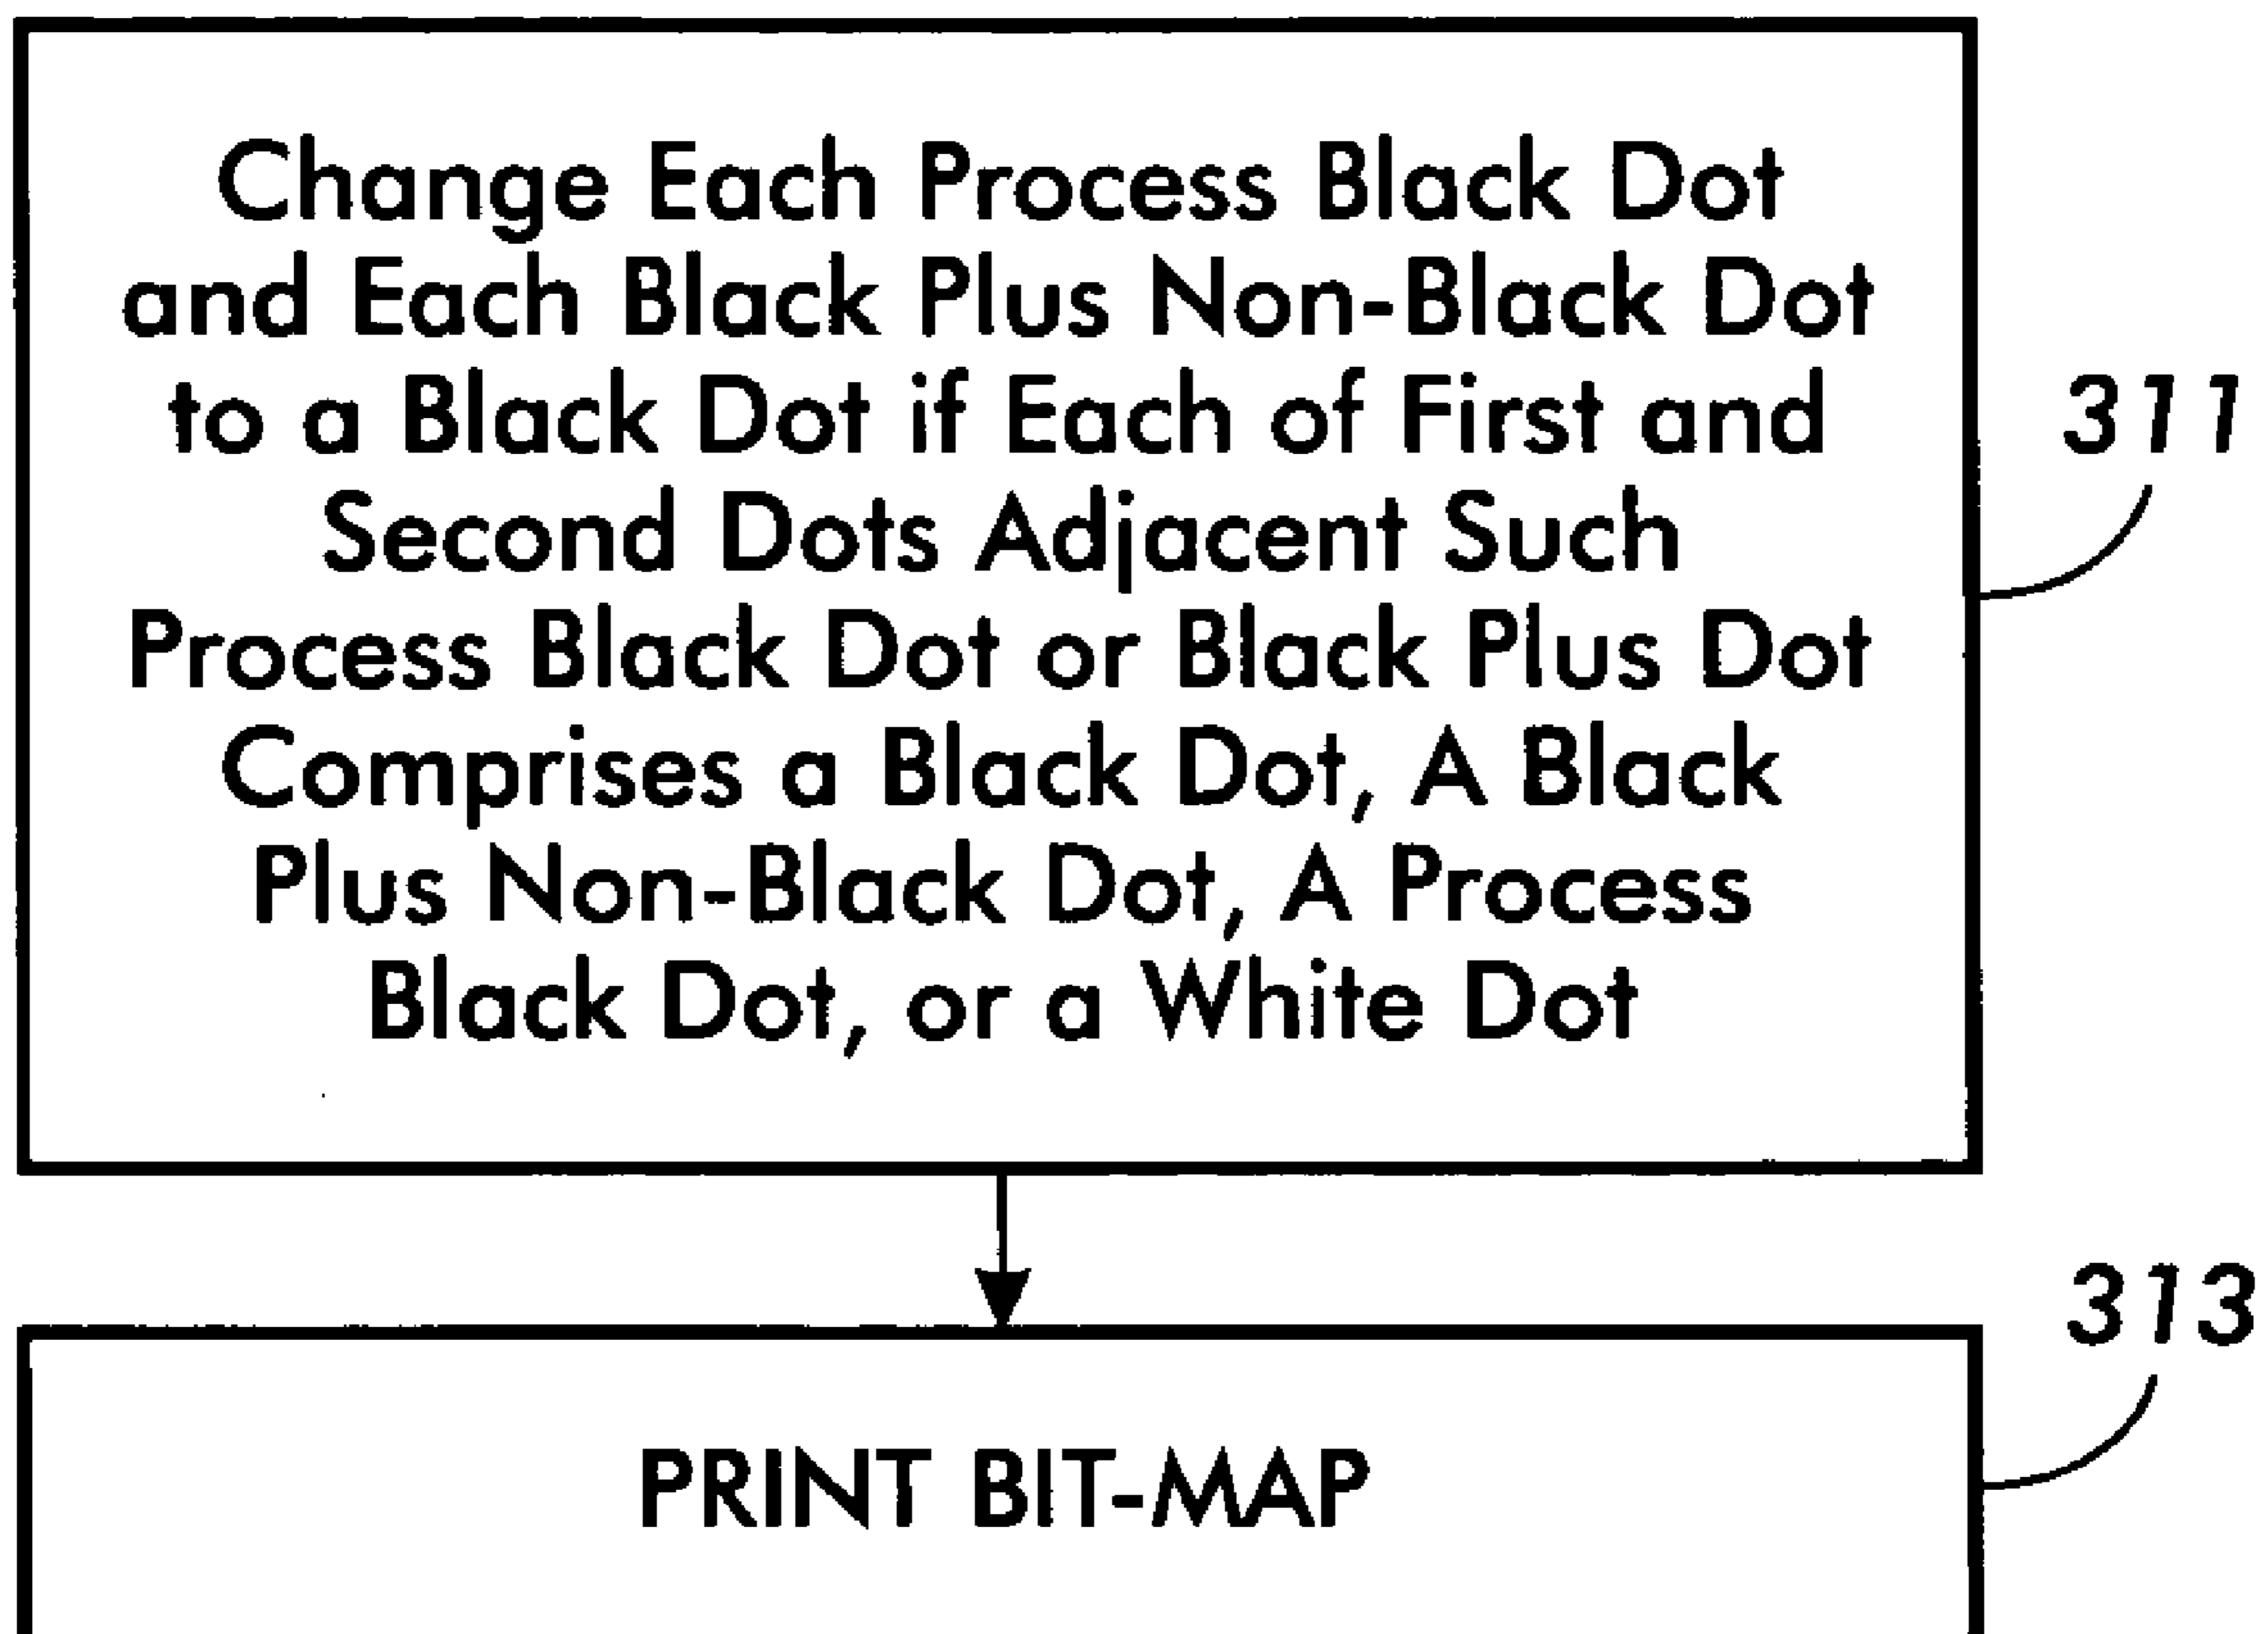 Change Each Process Black Dot
and Each Black Plus Non-Black Dot
to a Black Dot if Each of First and
Second Dots Adjacent Such
Process Black Dot or Black Plus Dot
Comprises a Black Dot, A Black
Plus Non-Black Dot, A Process
Black Dot, or a White Dot
311
313
PRINT BIT-MAP